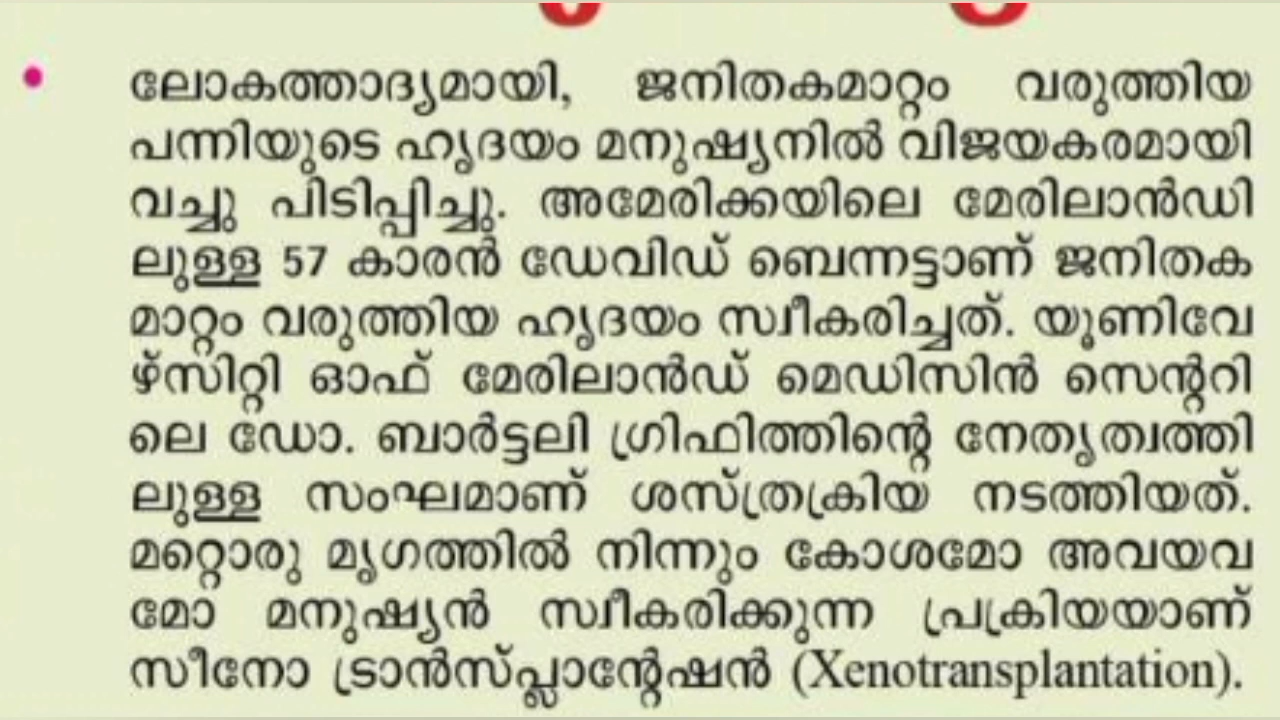 ലോകത്താദ്യമായി, ജനിതകമാറ്റം വരുത്തിയ
പന്നിയുടെ ഹൃദയം മനുഷ്യനിൽ വിജയകരമായി
വച്ചു പിടിപ്പിച്ചു. അമേരിക്കയിലെ മേരിലാൻഡി
ലുള്ള 57 കാരൻ ഡേവിഡ് ബെന്നട്ടാണ് ജനിതക
മാറ്റം വരുത്തിയ ഹൃദയം സ്വീകരിച്ചത്. യൂണിവേ
ഴ്സിറ്റി ഓഫ് മേരിലാൻഡ് മെഡിസിൻ സെന്ററി
ലെ ഡോ. ബാർട്ടലി ഗ്രിഫിത്തിന്റെ നേതൃത്വത്തി
ലുള്ള സംഘമാണ് ശസ്ത്രക്രിയ നടത്തിയത്.
മറ്റൊരു മൃഗത്തിൽ നിന്നും കോശമോ അവയവ
മോ മനുഷ്യൻ സ്വീകരിക്കുന്ന പ്രക്രിയയാണ്
സീനോ ട്രാൻസ്പ്ലാന്റേഷൻ (Xenotransplantation).